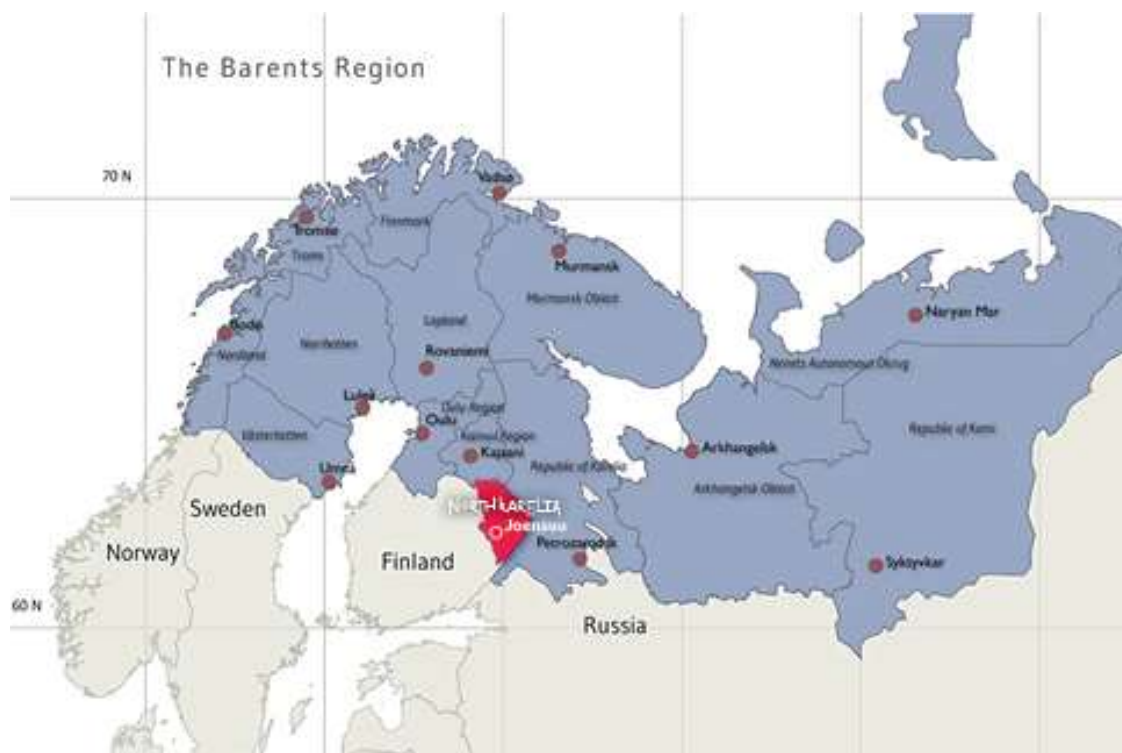 The Barents Region
70 N
Vadsø
Tromsø
Finnmark
Troms
Murmansk
Murmansk Oblast
Naryan Mar
Bodø
Lapland
Nordland
Norrbotten
Rovaniemi
Nenets Autonomous Okrug
Luleå
Oulu Region
Oulu
Västerbotten
Kainuu Region
Republic of Komi
Kajaani
Arkhangelsk
Umeå
Republic of Karelia
Arkhangelsk Oblast
NORTH KARELIA
Sweden
Joensuu
Norway
Petrozavodsk
Finland
Syktyvkar
60 N
Russia